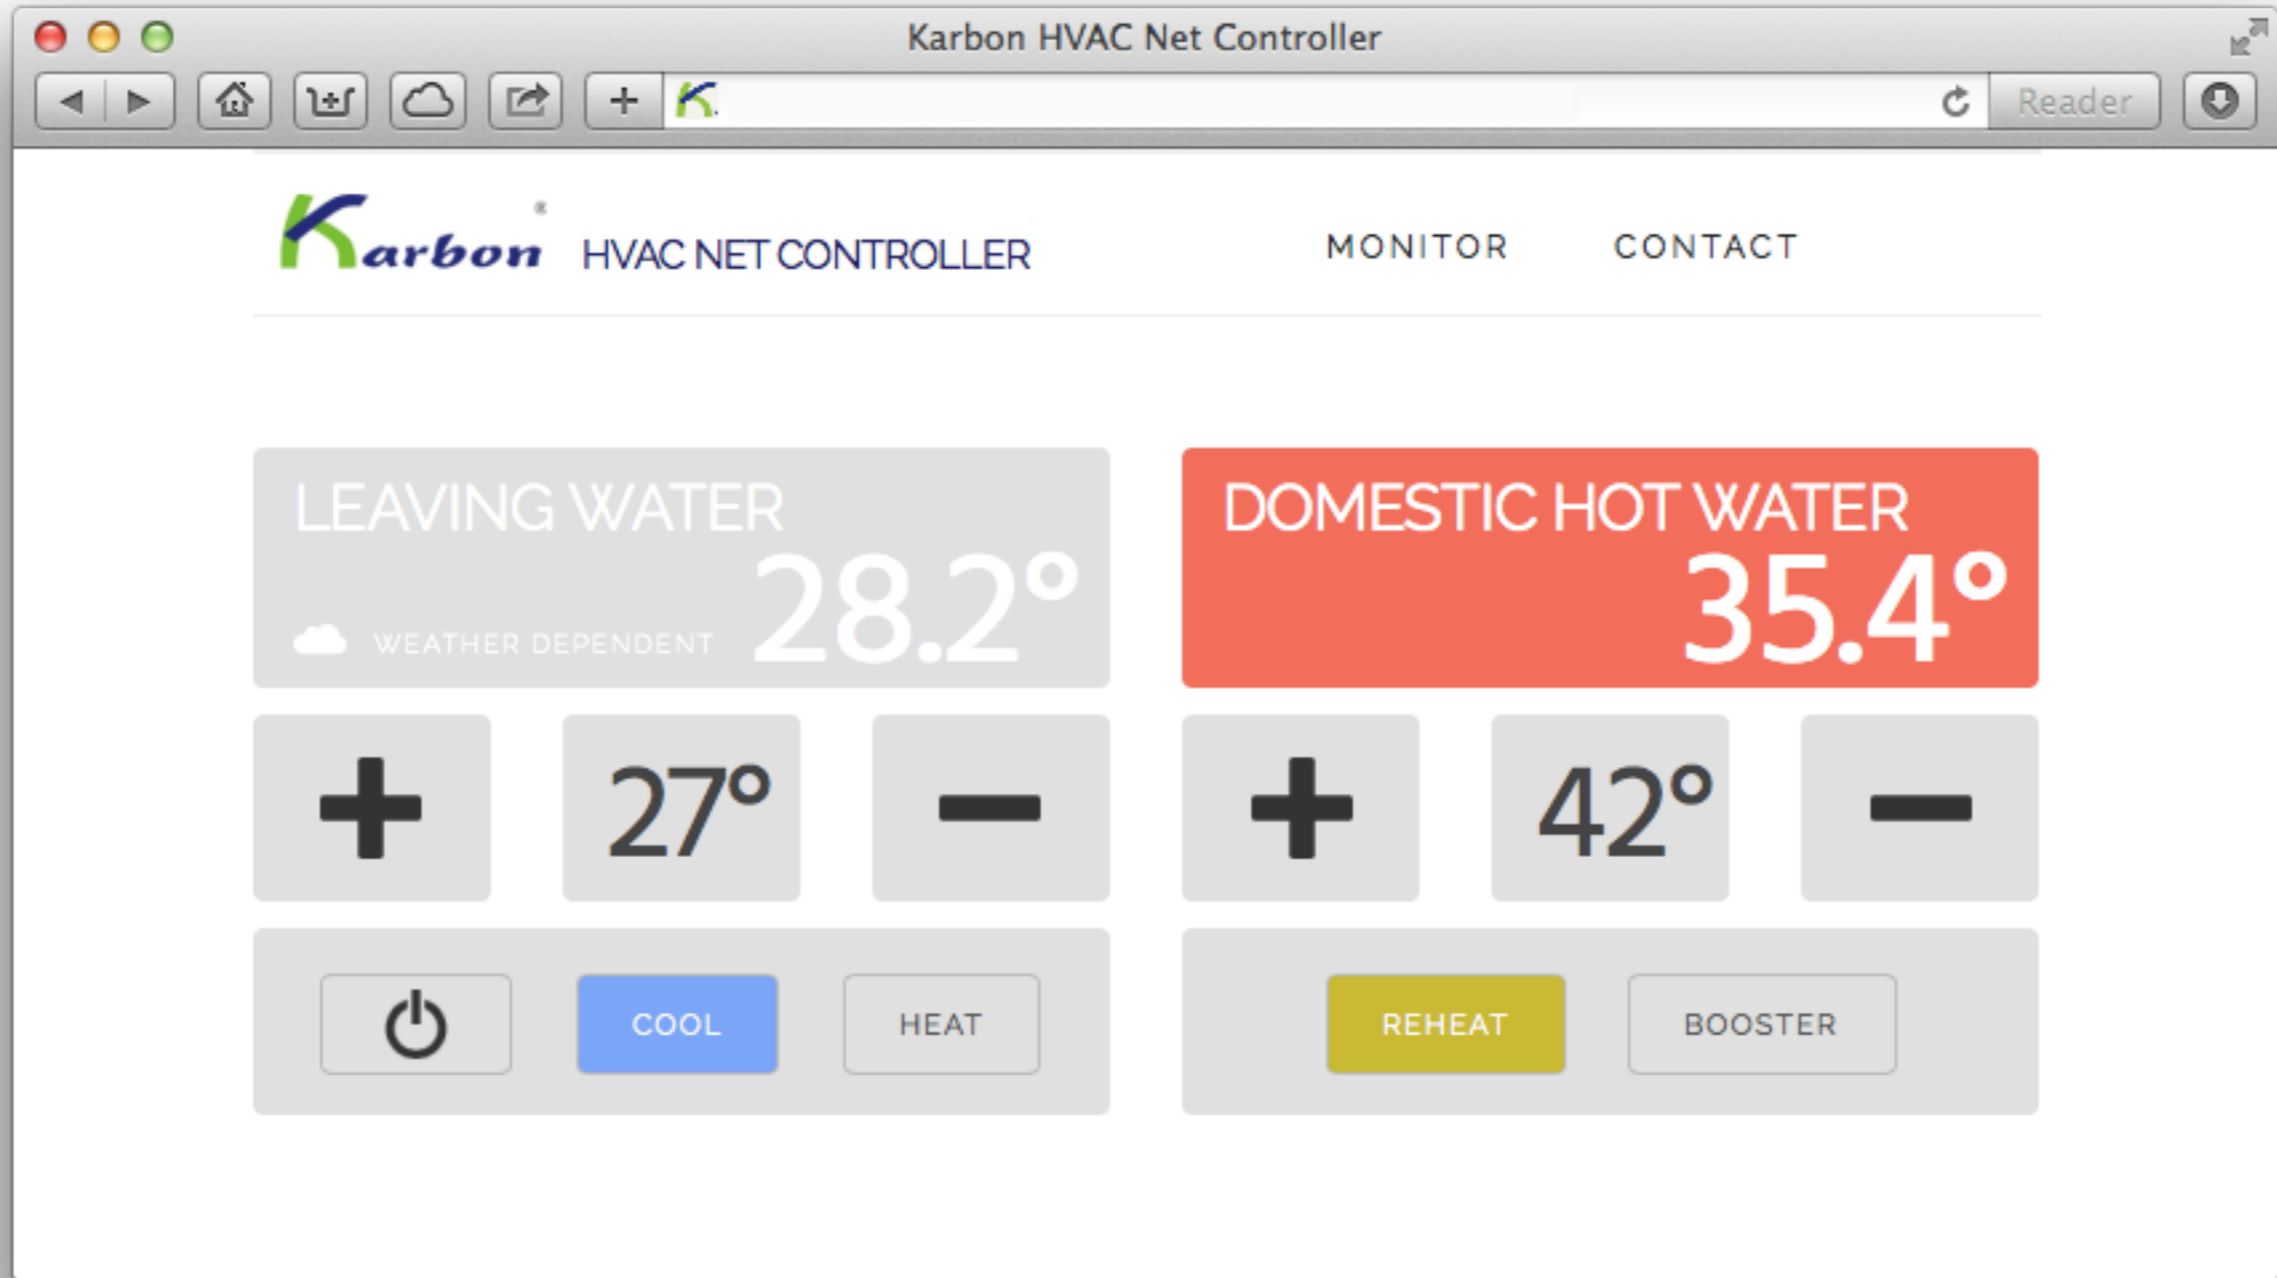 Karbon HVAC Net Controller
Reader
Karbon® HVAC NET CONTROLLER
MONITOR CONTACT
LEAVING WATER
28.2°
WEATHER DEPENDENT
DOMESTIC HOT WATER
35.4°
27°
42°
COOL HEAT
REHEAT BOOSTER